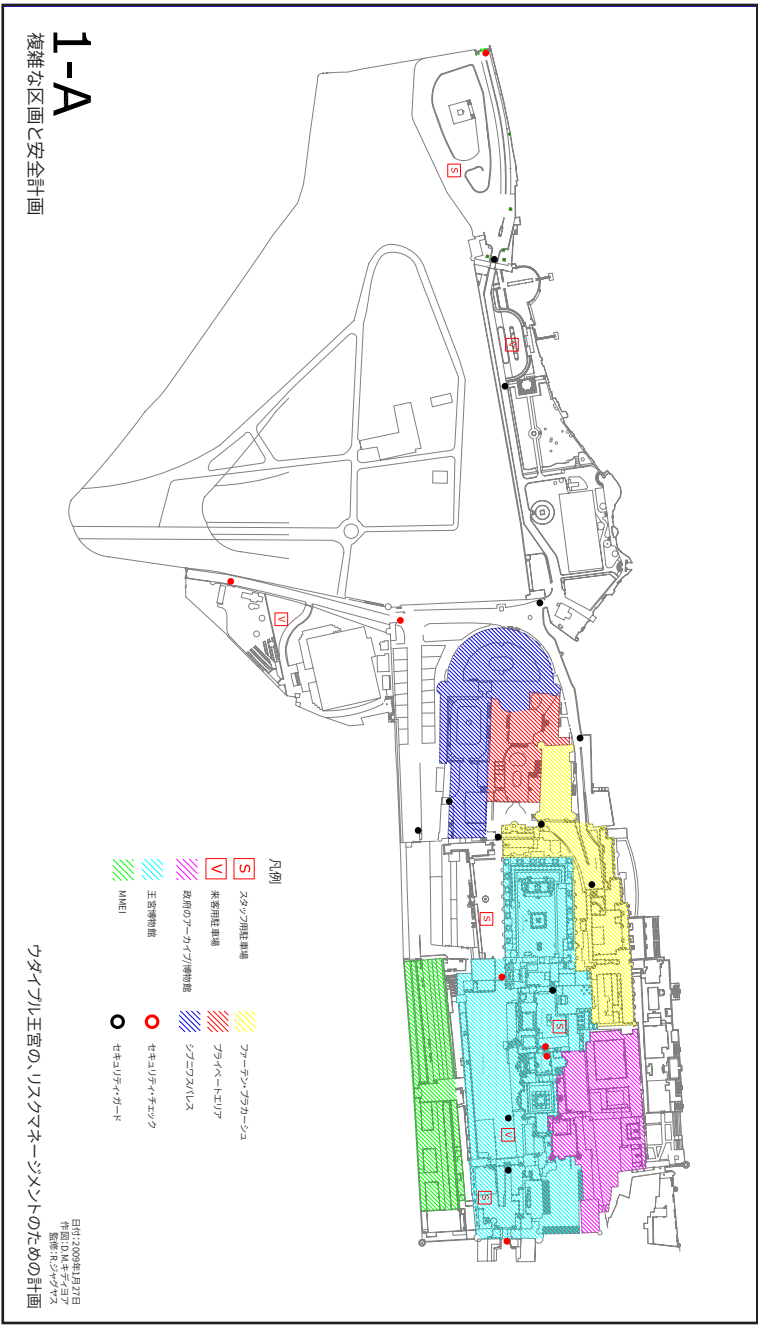 1-A
複雑な区画と安全計画
S
V
V
S
S
V
S
凡例
S スタッフ用駐車場
V 来客用駐車場
政府のアーカイブ/博物館
王宮博物館
MMEI
ファーテン・プラカーシュ
プライベートエリア
シブニワスパレス
セキュリティ・チェック
セキュリティ・ガード
ウダイプル王宮の、リスクマネージメントのための計画
日付：2009年1月27日
作図：D.M.キディヨア
監修：R.ジャグヤス